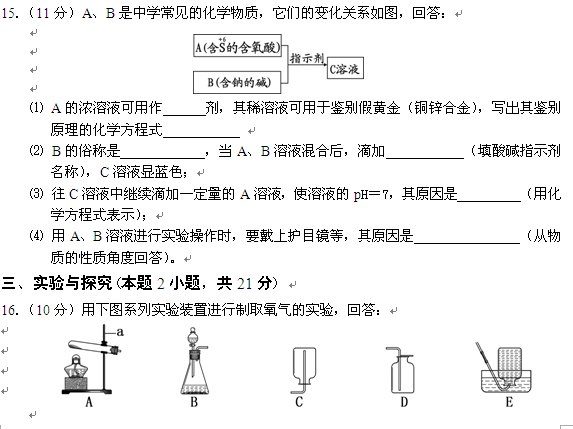 15.（11分）A、B是中学常见的化学物质，它们的变化关系如图，回答：
+6
A(含S的含氧酸)
指示剂
C溶液
B(含钠的碱)
⑴ A的浓溶液可用作______剂，其稀溶液可用于鉴别假黄金（铜锌合金），写出其鉴别
原理的化学方程式___________
⑵ B的俗称是____________，当A、B溶液混合后，滴加___________（填酸碱指示剂
名称），C溶液显蓝色；
⑶ 往C溶液中继续滴加一定量的A溶液，使溶液的pH＝7，其原因是_________（用化
学方程式表示）；
⑷ 用A、B溶液进行实验操作时，要戴上护目镜等，其原因是_______________（从物
质的性质角度回答）。
三、实验与探究(本题2小题，共21分）
16.（10分）用下图系列实验装置进行制取氧气的实验，回答：
a
A B C D E